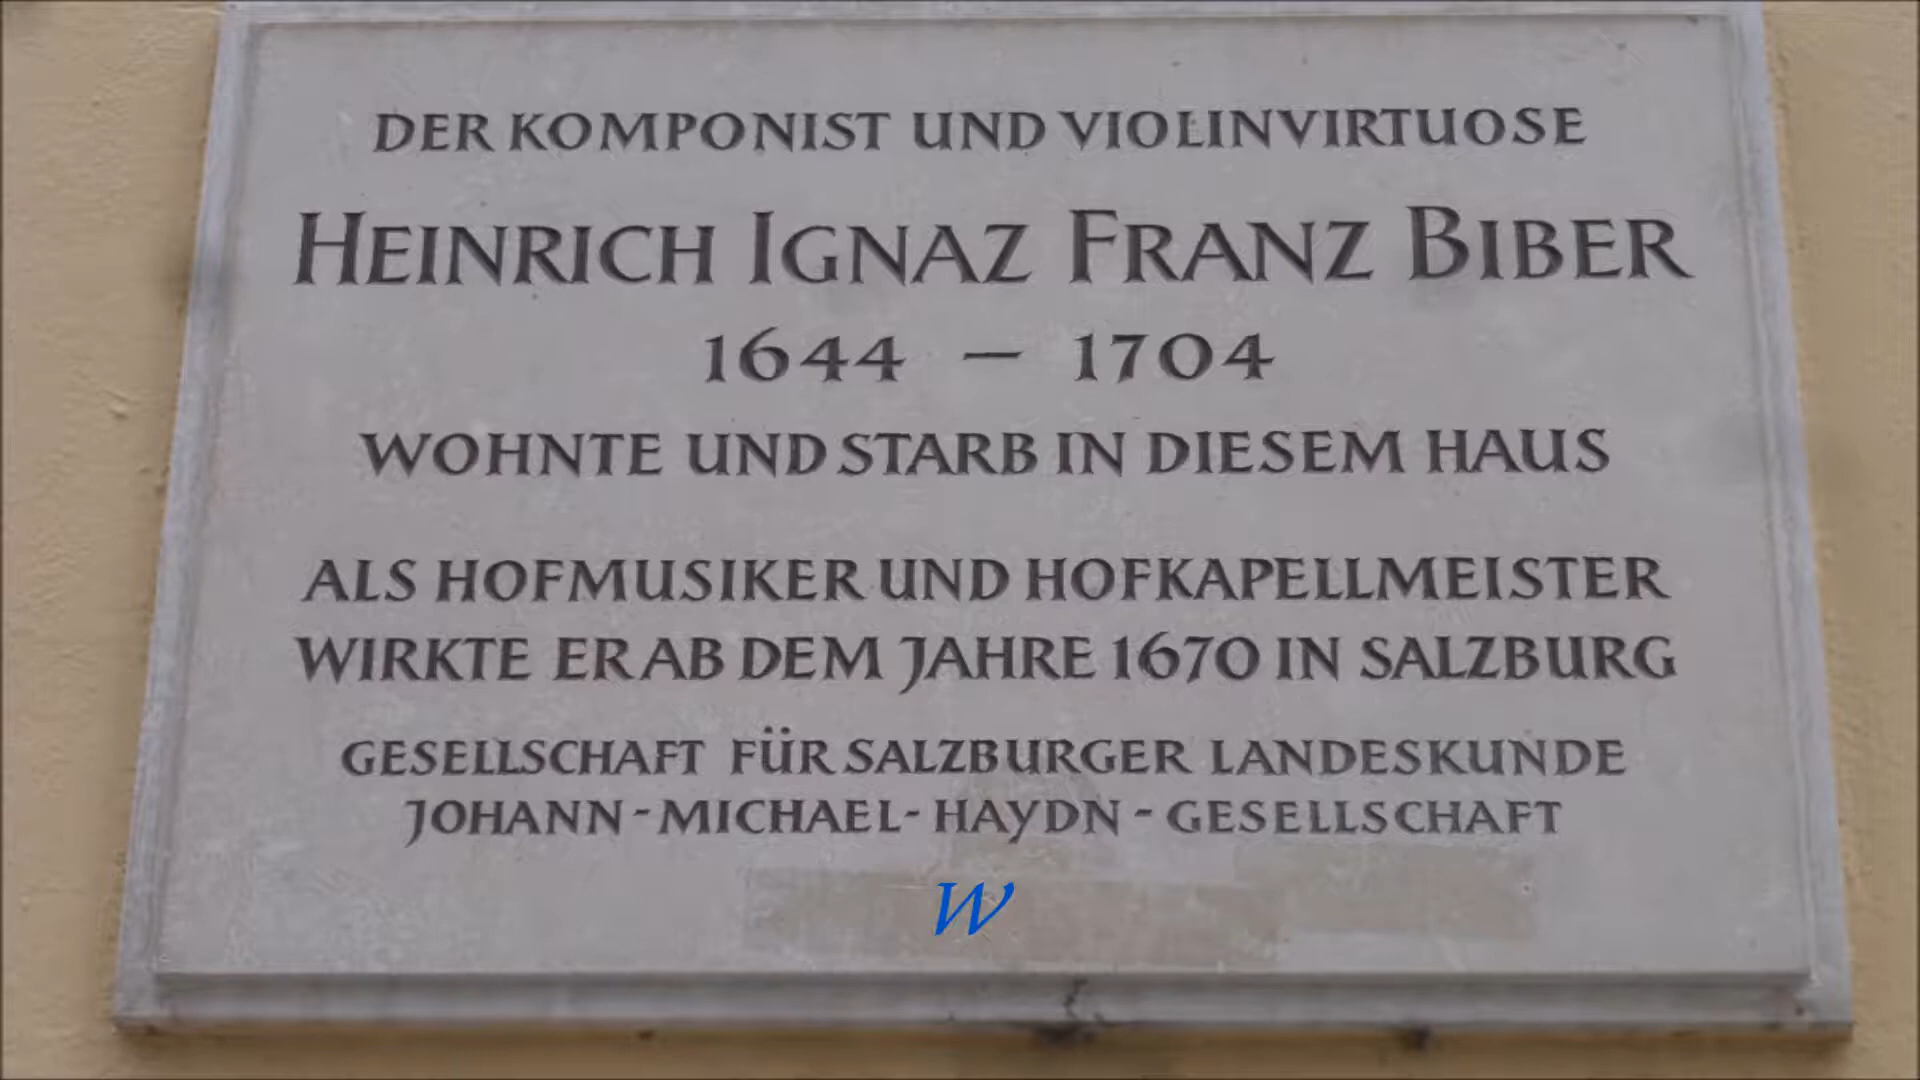 DER KOMPONIST UND VIOLINVIRTUOSE
HEINRICH IGNAZ FRANZ BIBER
1644 – 1704
WOHNTE UND STARB IN DIESEM HAUS
ALS HOFMUSIKER UND HOFKAPELLMEISTER
WIRKTE ER AB DEM JAHRE 1670 IN SALZBURG
GESELLSCHAFT FÜR SALZBURGER LANDESKUNDE
JOHANN-MICHAEL-HAYDN-GESELLSCHAFT
W